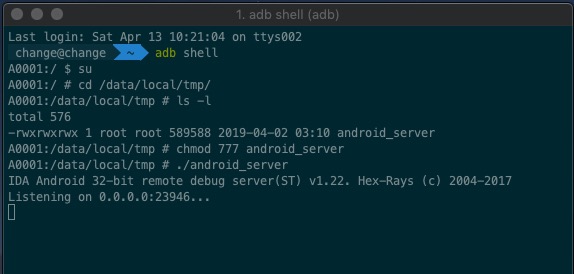 1. adb shell (adb)
Last login: Sat Apr 13 10:21:04 on ttys002
change@change ~ adb shell
A0001:/ $ su
A0001:/ # cd /data/local/tmp/
A0001:/data/local/tmp # ls -l
total 576
-rwxrwxrwx 1 root root 589588 2019-04-02 03:10 android_server
A0001:/data/local/tmp # chmod 777 android_server
A0001:/data/local/tmp # ./android_server
IDA Android 32-bit remote debug server(ST) v1.22. Hex-Rays (c) 2004-2017
Listening on 0.0.0.0:23946...